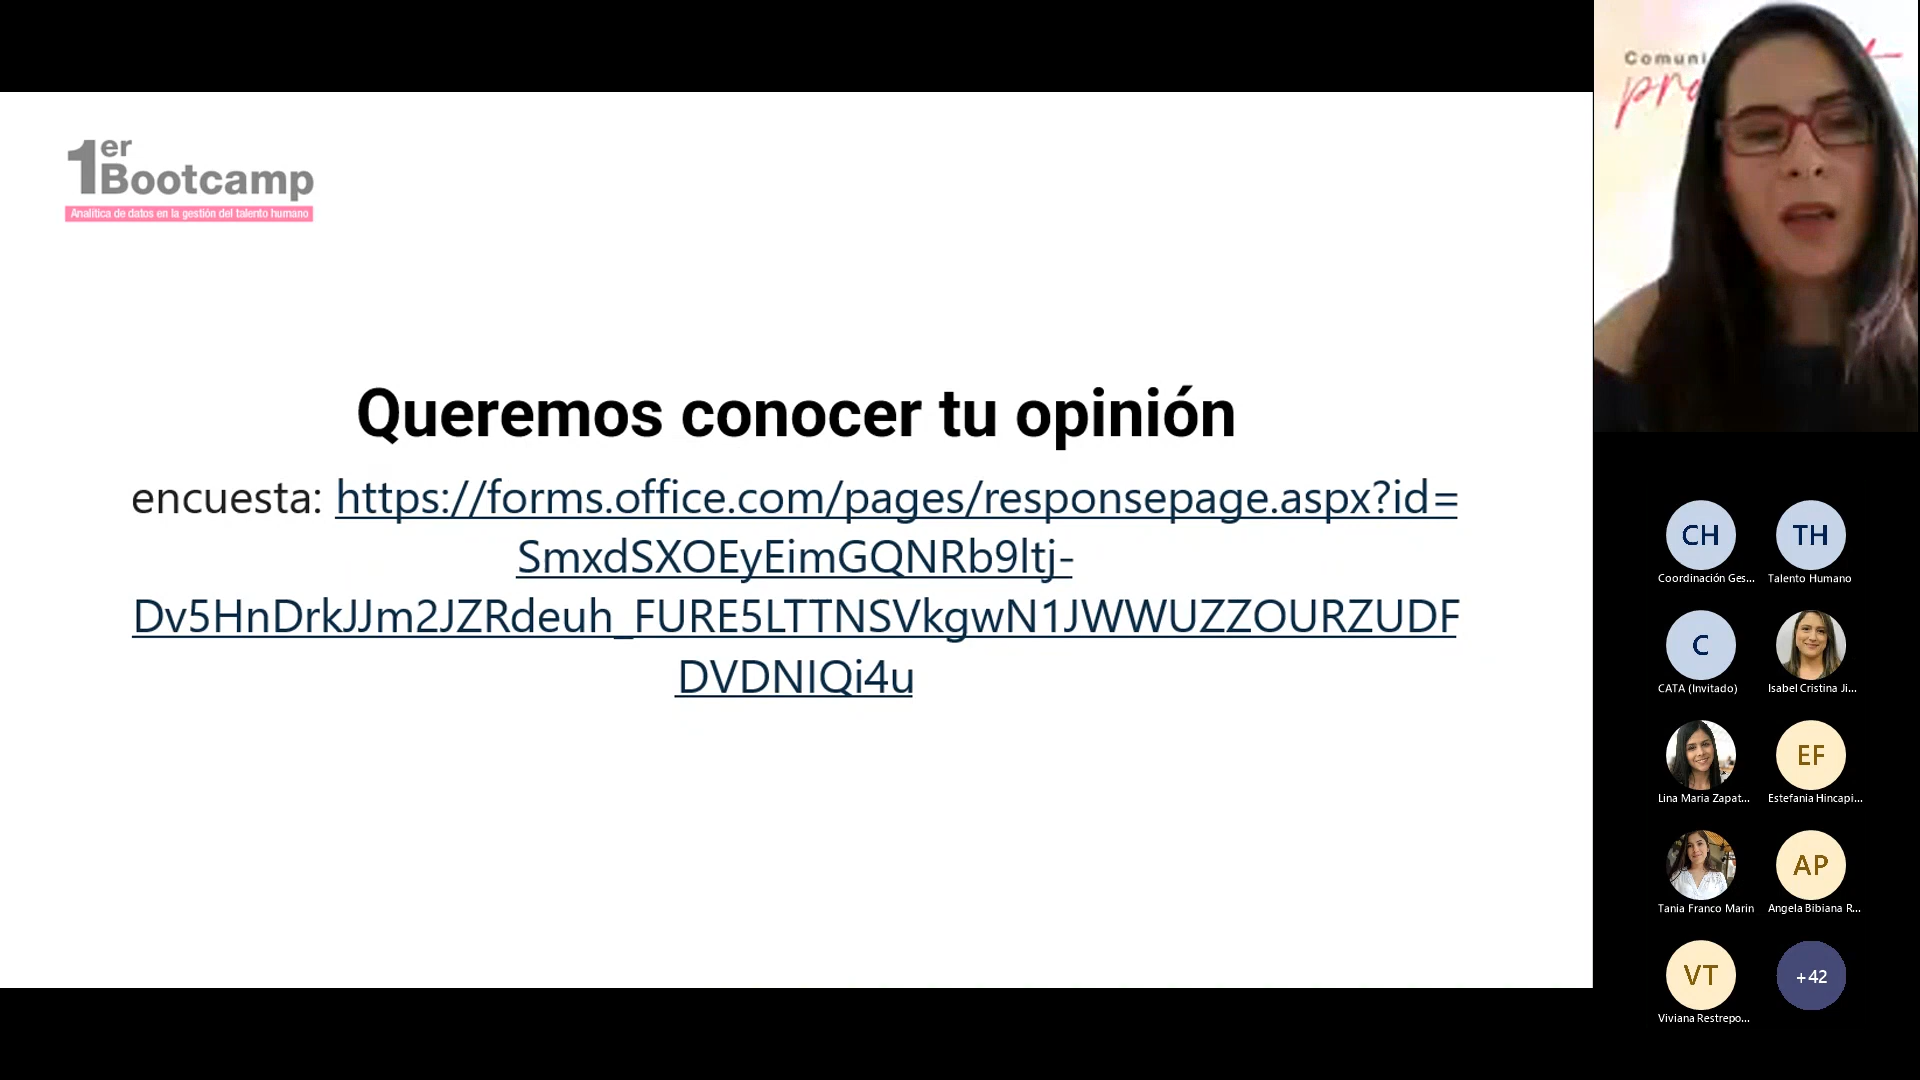 1er
Bootcamp
Analítica de datos en la gestión del talento humano
Queremos conocer tu opinión
encuesta: https://forms.office.com/pages/responsepage.aspx?id=
SmxdSXOEyEimGQNRb9ltj-
Dv5HnDrkJJm2JZRdeuh_FURE5LTTNSVkgwN1JWWUZZOURZUDF
DVDNIQi4u
Comuni
pro
CH
TH
Coordinación Ges...
Talento Humano
C
CATA (Invitado)
Isabel Cristina Ji...
EF
Lina Maria Zapat...
Estefania Hincapi...
AP
Tania Franco Marin
Angela Bibiana R...
VT
+42
Viviana Restrepo...